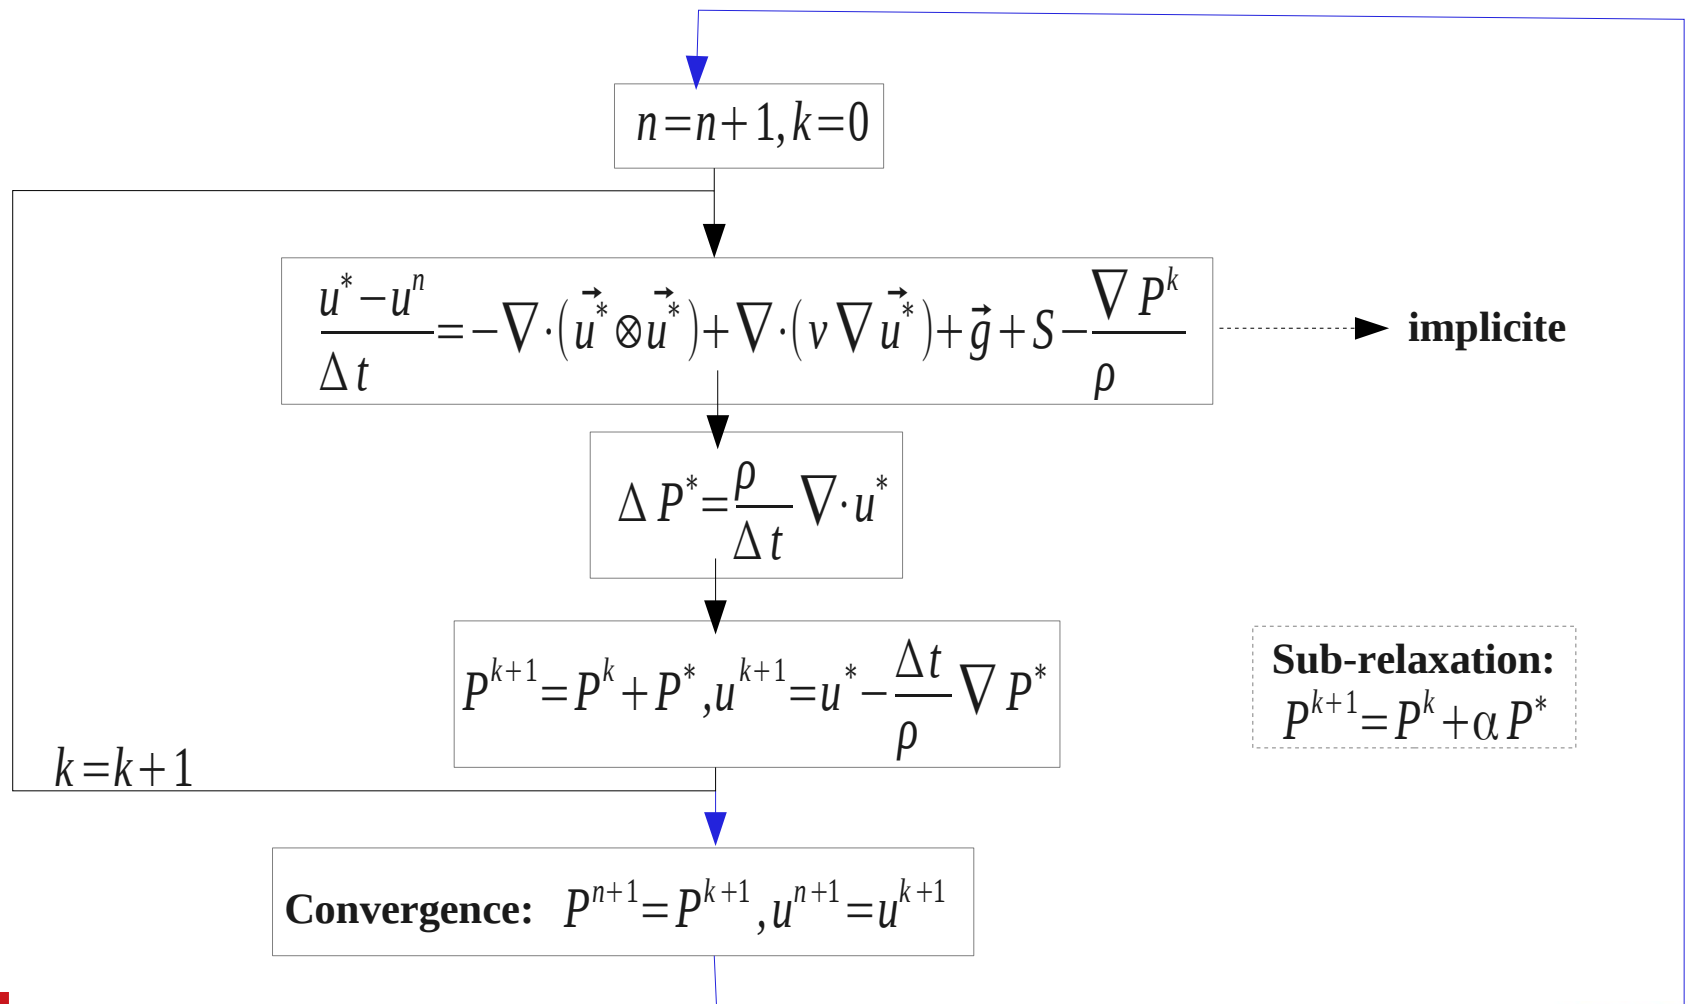 n=n+1,k=0
(u^*−u^n)/(Δt)=−∇·(u⃗^*⊗u⃗^*)+∇·(ν∇u⃗^*)+g⃗+S−(∇P^k)/ρ
implicite
ΔP^*=ρ/(Δt)∇·u^*
P^{k+1}=P^k+P^*,u^{k+1}=u^*−(Δt)/ρ∇P^*
Sub-relaxation:
P^{k+1}=P^k+αP^*
k=k+1
Convergence: P^{n+1}=P^{k+1},u^{n+1}=u^{k+1}